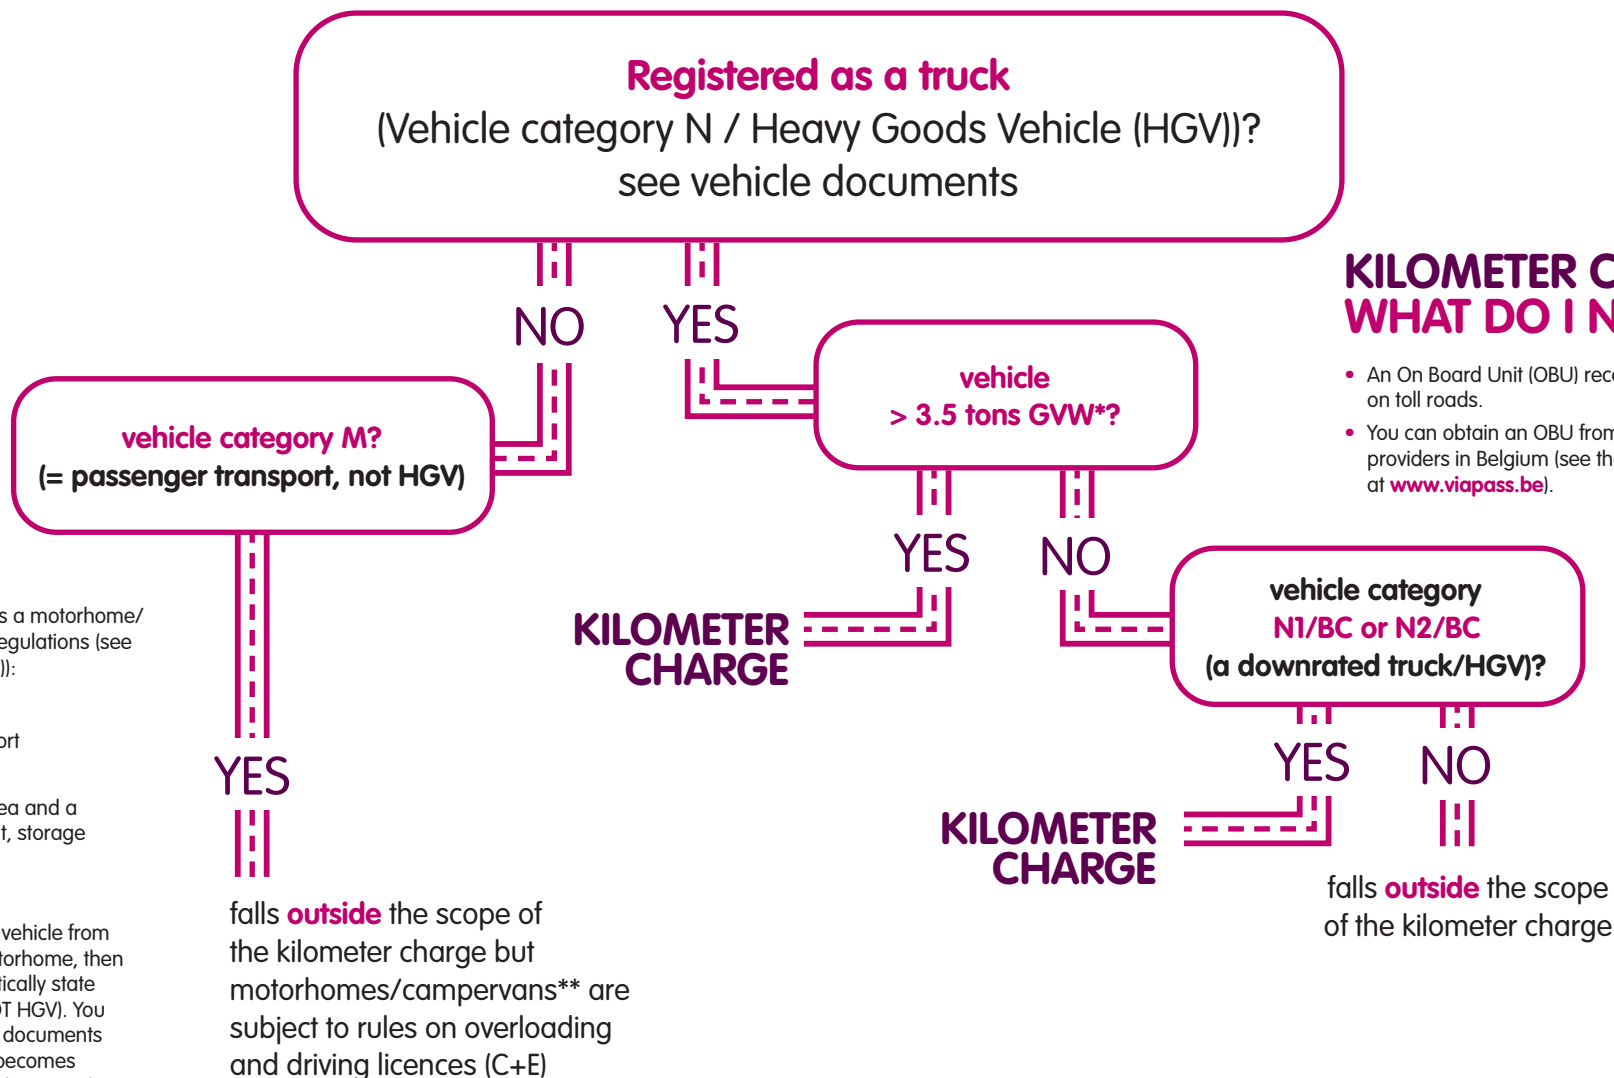 Registered as a truck
(Vehicle category N / Heavy Goods Vehicle (HGV))?
see vehicle documents
NO
YES
vehicle category M?
(= passenger transport, not HGV)
vehicle
> 3.5 tons GVW*?
KILOMETER C
WHAT DO I N
• An On Board Unit (OBU) rec
on toll roads.
• You can obtain an OBU from
providers in Belgium (see the
at www.viapass.be).
YES
NO
KILOMETER
CHARGE
vehicle category
N1/BC or N2/BC
(a downrated truck/HGV)?
YES
NO
KILOMETER
CHARGE
falls outside the scope
of the kilometer charge
YES
falls outside the scope of
the kilometer charge but
motorhomes/campervans** are
subject to rules on overloading
and driving licences (C+E)
s a motorhome/
egulations (see
)):
ort
ea and a
t, storage
vehicle from
torhome, then
tically state
OT HGV). You
documents
becomes